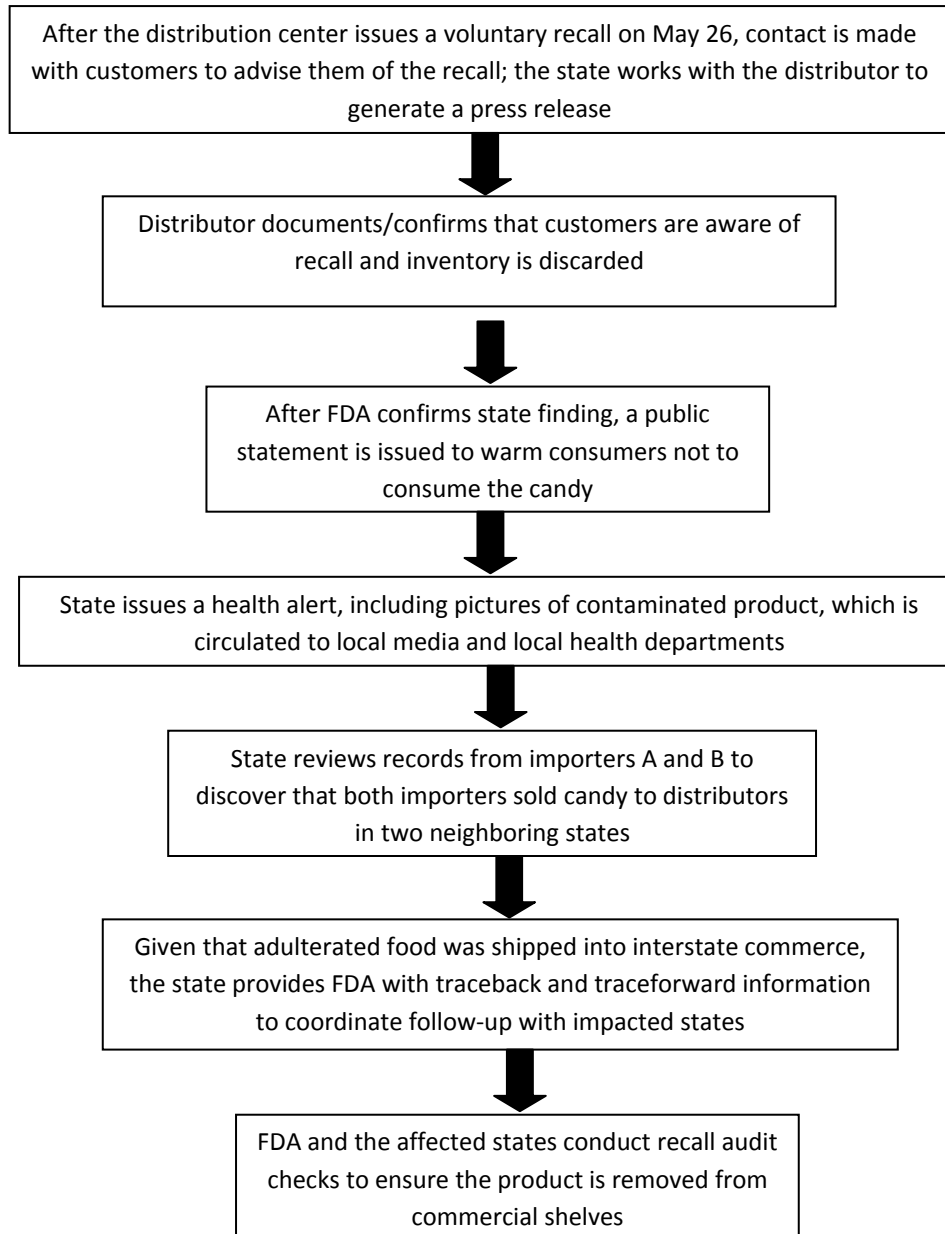 After the distribution center issues a voluntary recall on May 26, contact is made
with customers to advise them of the recall; the state works with the distributor to
generate a press release
Distributor documents/confirms that customers are aware of
recall and inventory is discarded
After FDA confirms state finding, a public
statement is issued to warm consumers not to
consume the candy
State issues a health alert, including pictures of contaminated product, which is
circulated to local media and local health departments
State reviews records from importers A and B to
discover that both importers sold candy to distributors
in two neighboring states
Given that adulterated food was shipped into interstate commerce,
the state provides FDA with traceback and traceforward information
to coordinate follow-up with impacted states
FDA and the affected states conduct recall audit
checks to ensure the product is removed from
commercial shelves